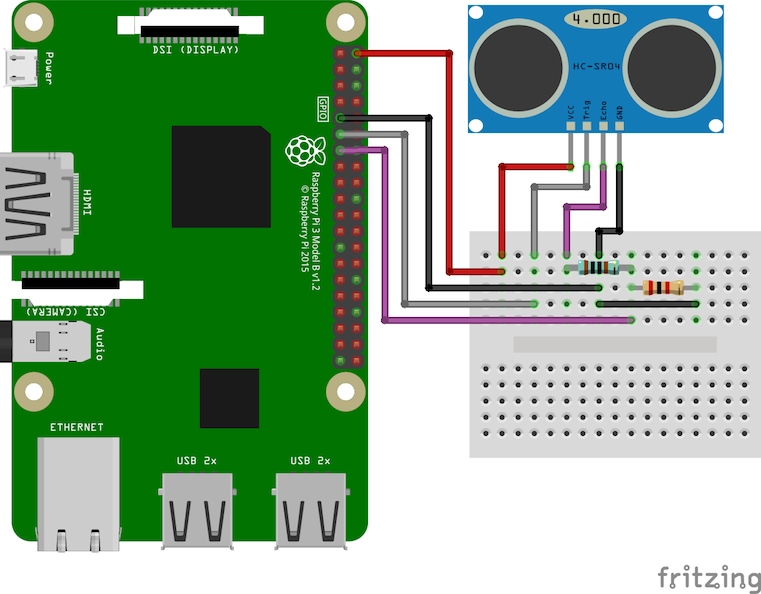 DSI (DISPLAY)
4.000
HC-SR04
VCC
Trig
Echo
GND
Power
GPIO
HDMI
Raspberry Pi 3 Model B v1.2
© Raspberry Pi 2015
CSI (CAMERA)
Audio
ETHERNET
USB 2x
USB 2x
fritzing